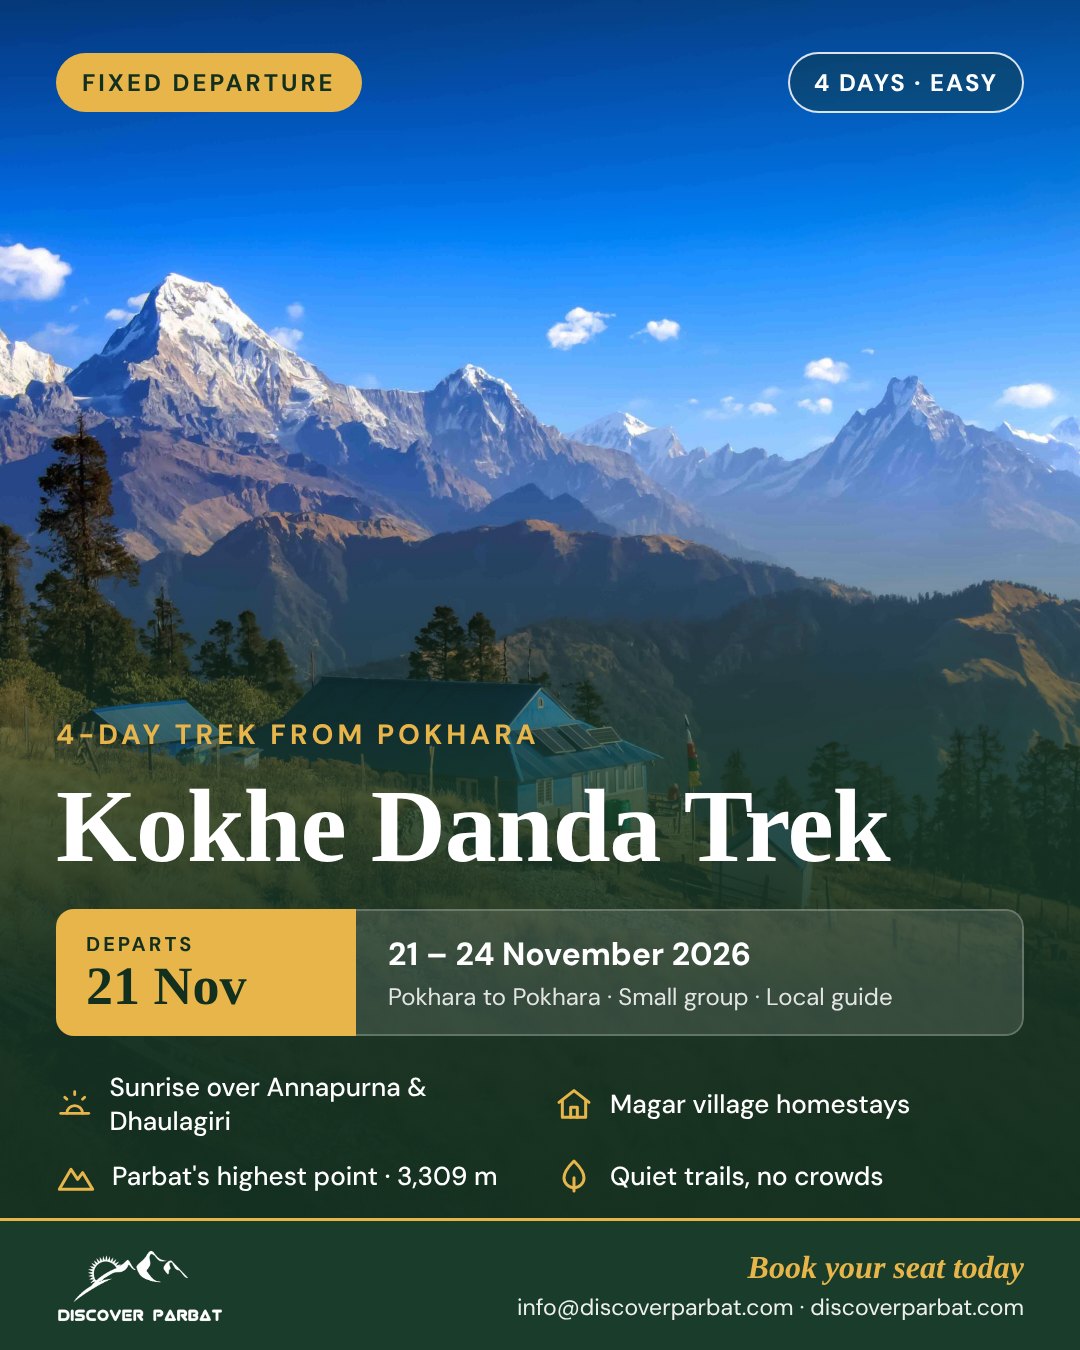 FIXED DEPARTURE
4 DAYS · EASY
4-DAY TREK FROM POKHARA
Kokhe Danda Trek
DEPARTS
21 Nov
21 – 24 November 2026
Pokhara to Pokhara · Small group · Local guide
Sunrise over Annapurna &
Dhaulagiri
Magar village homestays
Parbat's highest point · 3,309 m
Quiet trails, no crowds
DISCOVER PARBAT
Book your seat today
info@discoverparbat.com · discoverparbat.com